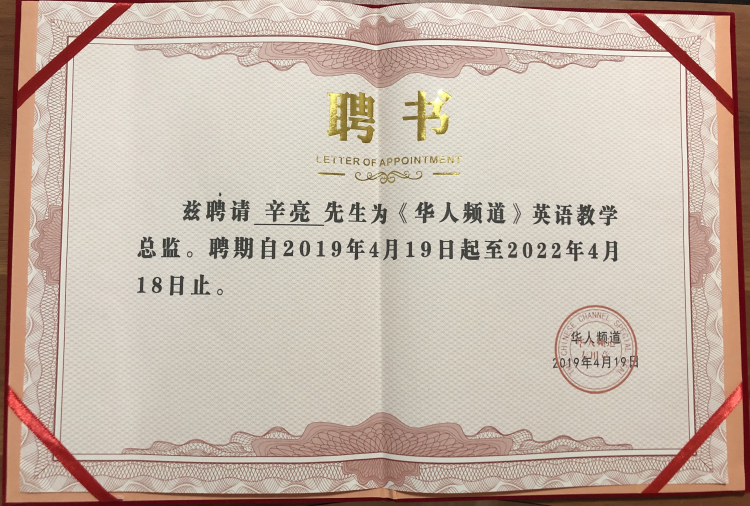 聘书
LETTER OF APPOINTMENT
兹聘请 辛亮 先生为《华人频道》英语教学
总监。聘期自2019年4月19日起至2022年4月
18日止。
华人频道
2019年4月19日
CHINESE CHANNEL